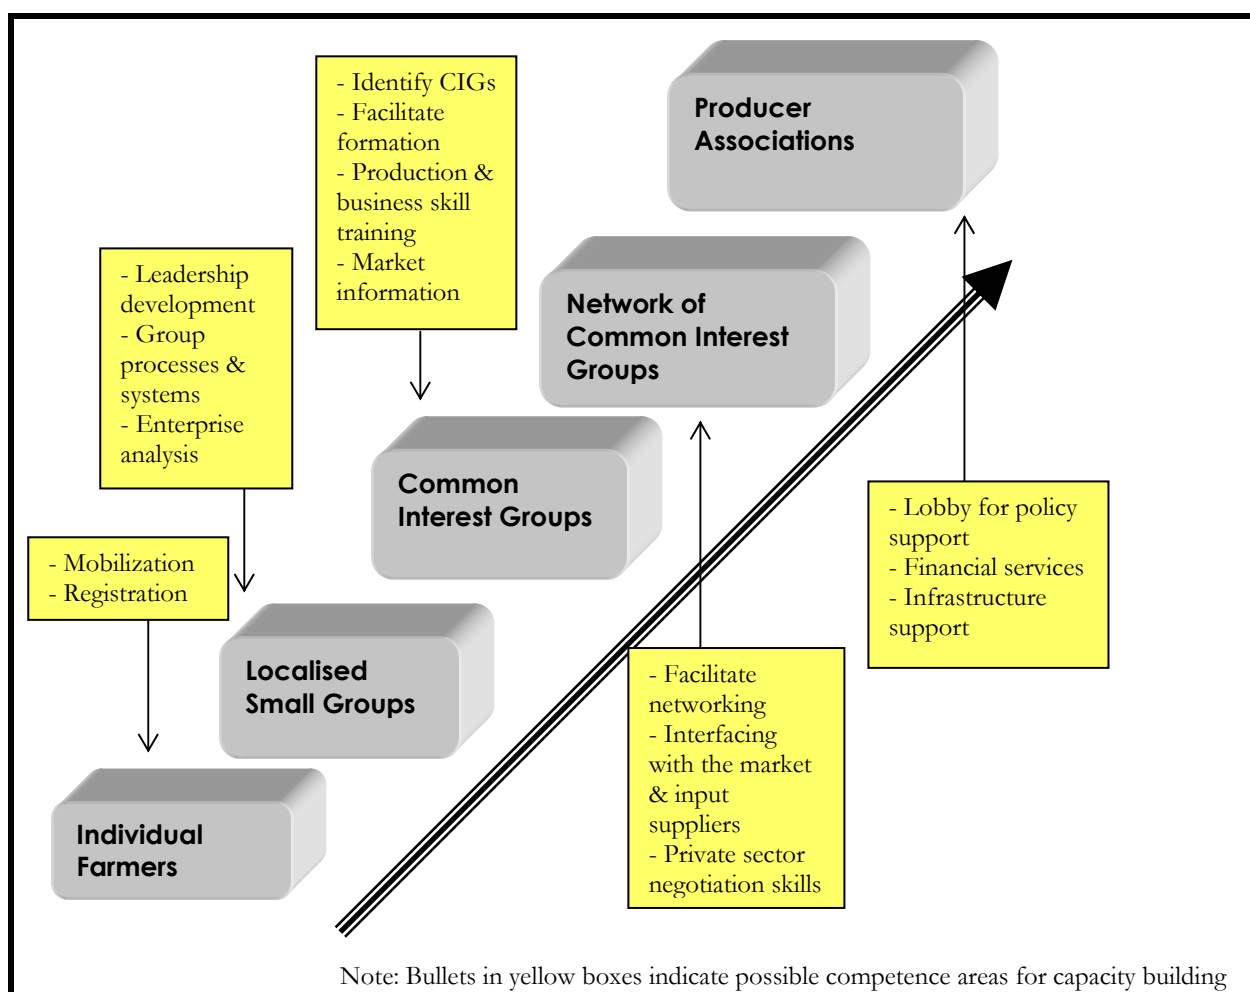 - Identify CIGs
- Facilitate
formation
- Production &
business skill
training
- Market
information
Producer
Associations
- Leadership
development
- Group
processes &
systems
- Enterprise
analysis
Network of
Common Interest
Groups
Common
Interest Groups
- Lobby for policy
support
- Financial services
- Infrastructure
support
- Mobilization
- Registration
Localised
Small Groups
- Facilitate
networking
- Interfacing
with the market
& input
suppliers
- Private sector
negotiation skills
Individual
Farmers
Note: Bullets in yellow boxes indicate possible competence areas for capacity building